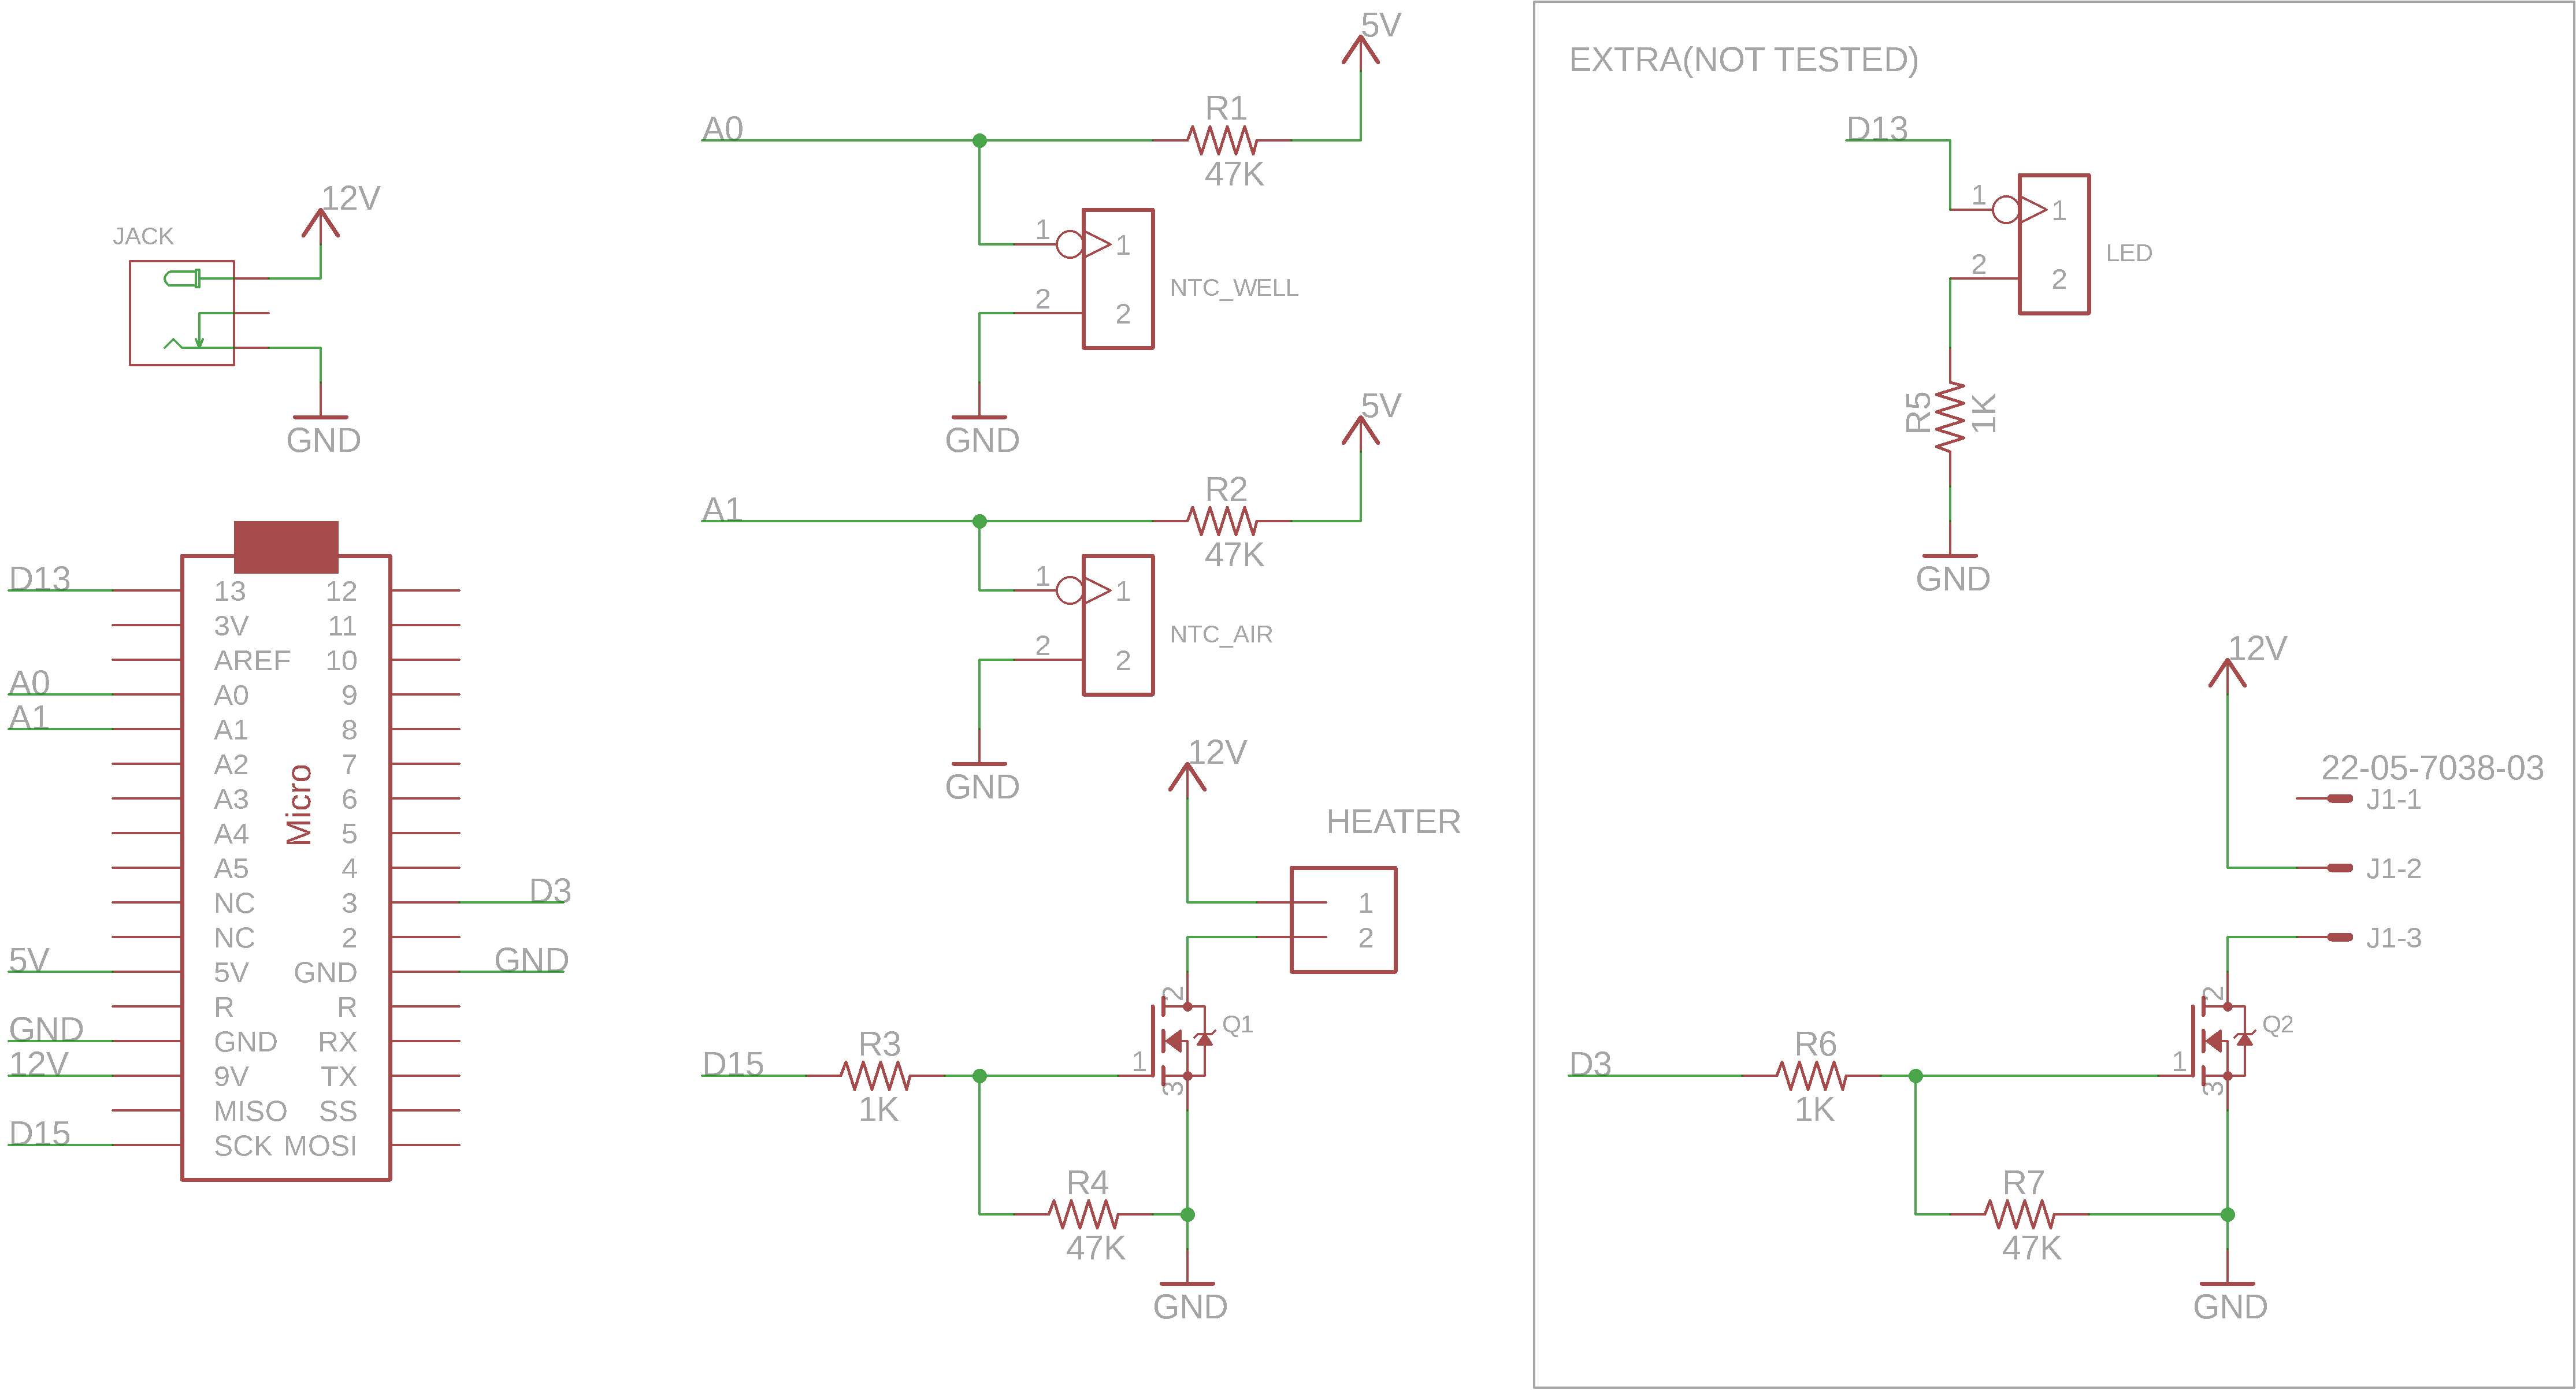 JACK
12V
GND
D13
A0
A1
5V
GND
12V
D15
13 12
3V 11
AREF 10
A0 9
A1 8
A2 7
A3 6
A4 5
A5 4
NC 3
NC 2
5V GND
R R
GND RX
9V TX
MISO SS
SCK MOSI
Micro
D3
GND
A0
R1
47K
5V
1 1
2 2
NTC_WELL
GND
A1
R2
47K
5V
1 1
2 2
NTC_AIR
GND
12V
HEATER
1
2
D15
R3
1K
1
2
3
Q1
R4
47K
GND
EXTRA(NOT TESTED)
D13
1 1
2 2
LED
R5
1K
GND
12V
22-05-7038-03
J1-1
J1-2
J1-3
D3
R6
1K
1
2
3
Q2
R7
47K
GND